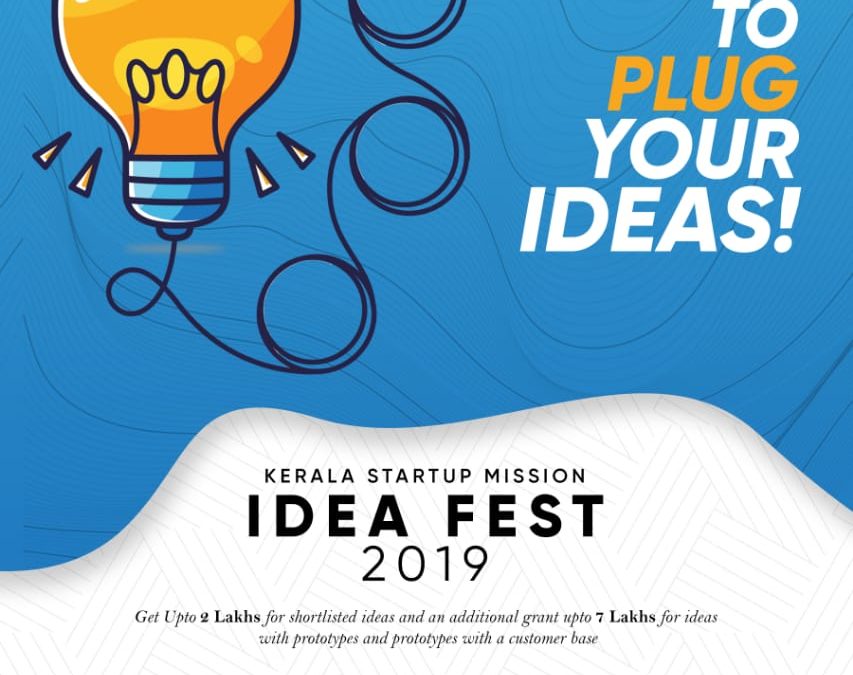 TO
PLUG
YOUR
IDEAS!
KERALA STARTUP MISSION
IDEA FEST
2019
Get Upto 2 Lakhs for shortlisted ideas and an additional grant upto 7 Lakhs for ideas
with prototypes and prototypes with a customer base